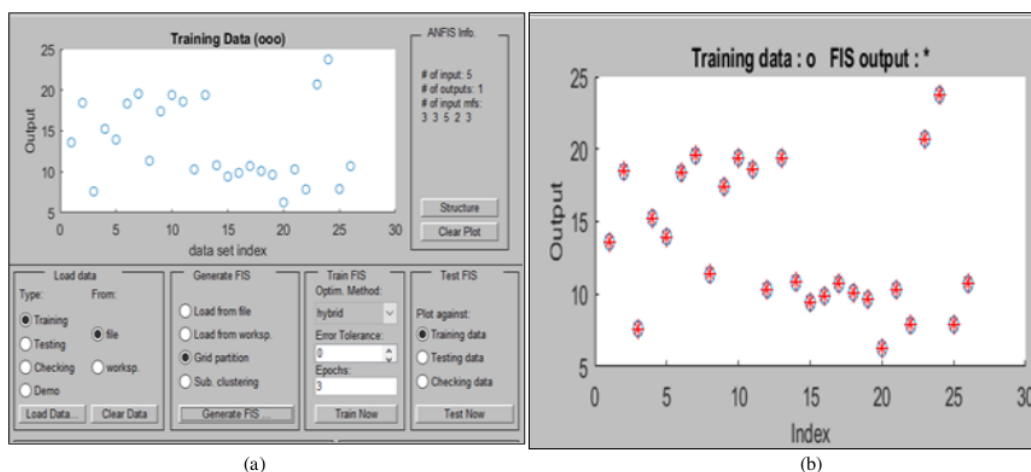 Training Data (ooo)
25
20
15
10
5
Output
0 5 10 15 20 25 30
data set index
ANFIS Info.
# of input: 5
# of outputs: 1
# of input mfs:
3 3 5 2 3
Structure
Clear Plot
Load data
Type: From:
Training
Testing
Checking
Demo
file
worksp.
Load Data... Clear Data
Generate FIS
Load from file
Load from worksp.
Grid partition
Sub. clustering
Generate FIS ...
Train FIS
Optim. Method:
hybrid
Error Tolerance:
0
Epochs:
3
Train Now
Test FIS
Plot against:
Training data
Testing data
Checking data
Test Now
(a)
Training data : o FIS output : *
25
20
15
10
5
Output
0 5 10 15 20 25 30
Index
(b)